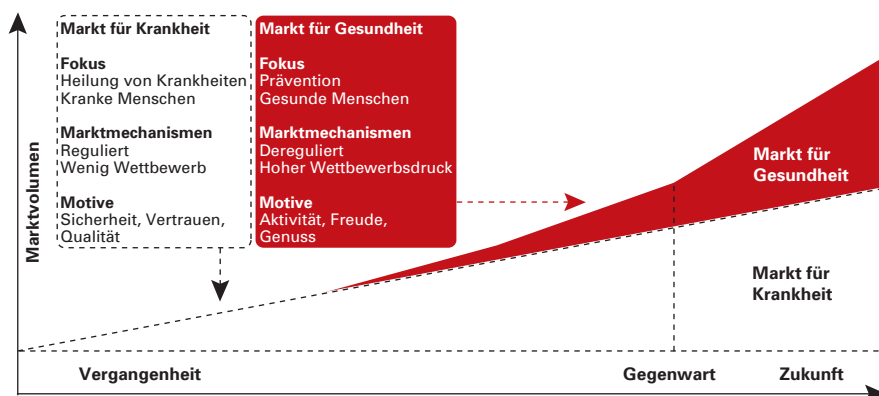 Marktvolumen
Markt für Krankheit
Fokus
Heilung von Krankheiten
Kranke Menschen
Marktmechanismen
Reguliert
Wenig Wettbewerb
Motive
Sicherheit, Vertrauen,
Qualität
Markt für Gesundheit
Fokus
Prävention
Gesunde Menschen
Marktmechanismen
Dereguliert
Hoher Wettbewerbsdruck
Motive
Aktivität, Freude,
Genuss
Markt für
Gesundheit
Markt für
Krankheit
Vergangenheit
Gegenwart
Zukunft